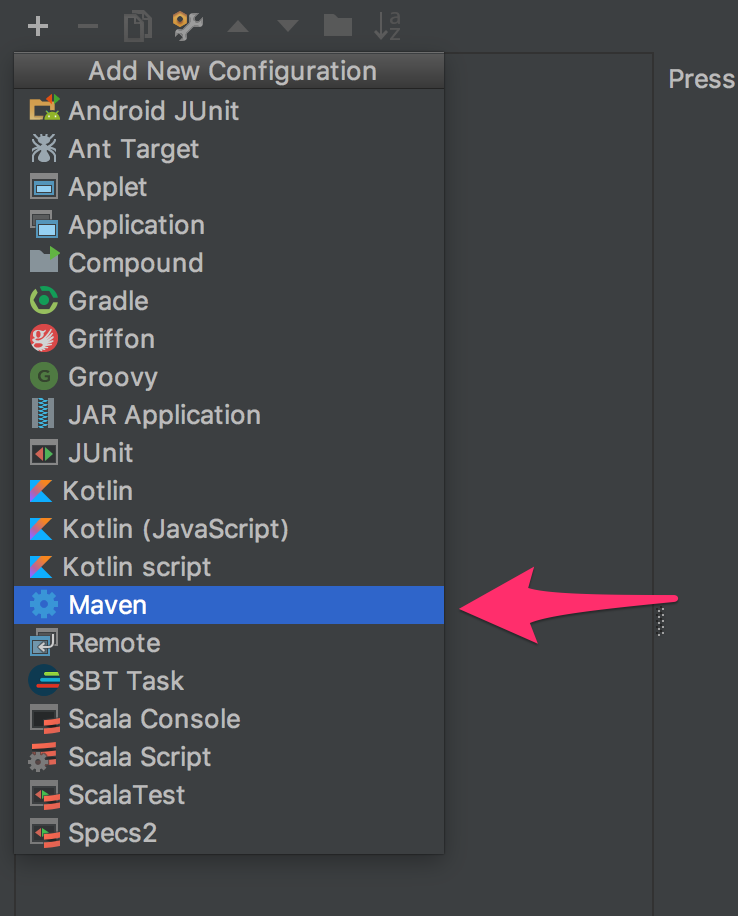 Add New Configuration
Press
Android JUnit
Ant Target
Applet
Application
Compound
Gradle
Griffon
Groovy
JAR Application
JUnit
Kotlin
Kotlin (JavaScript)
Kotlin script
Maven
Remote
SBT Task
Scala Console
Scala Script
ScalaTest
Specs2